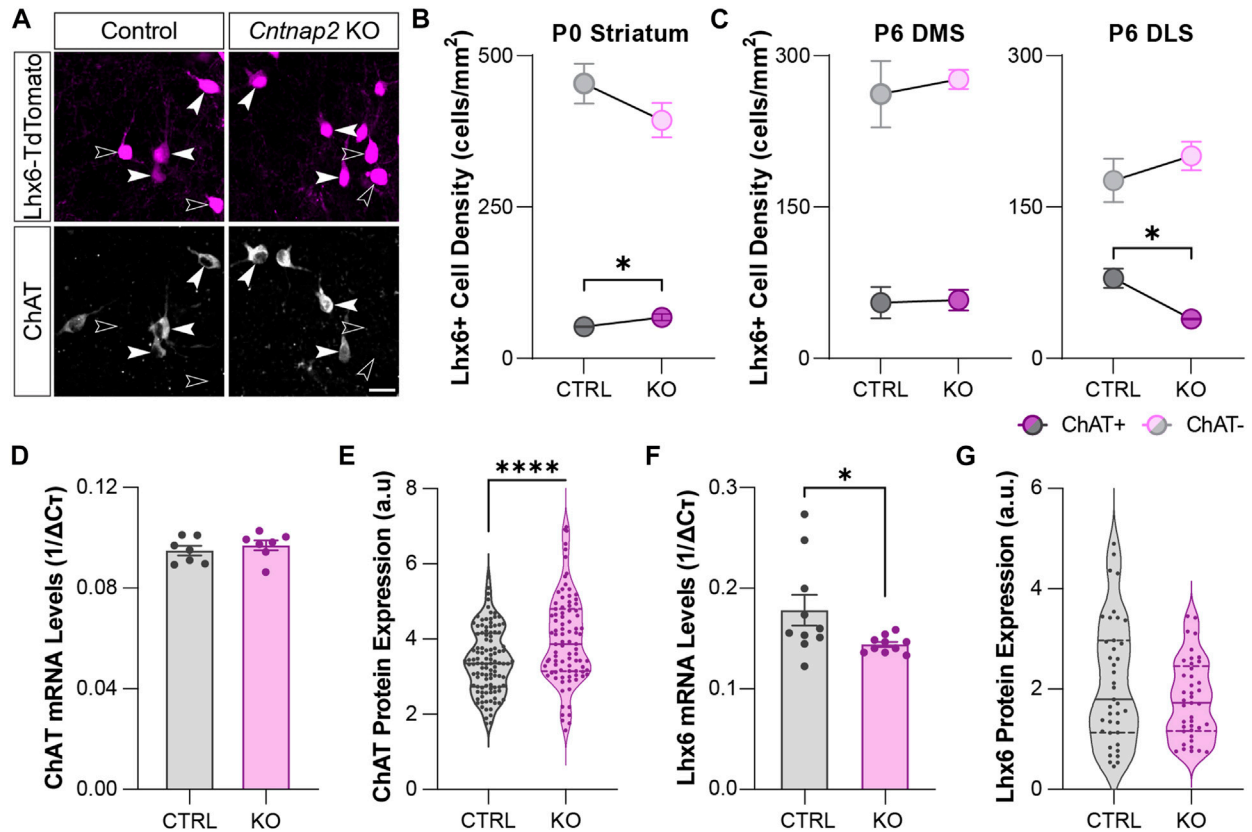 A
Control
Cntnap2 KO
Lhx6-TdTomato
ChAT
B
P0 Striatum
Lhx6+ Cell Density (cells/mm²)
500
250
0
*
CTRL
KO
C
P6 DMS
P6 DLS
Lhx6+ Cell Density (cells/mm²)
300
150
0
CTRL
KO
300
150
0
*
CTRL
KO
ChAT+
ChAT-
D
ChAT mRNA Levels (1/ΔCᴛ)
0.12
0.08
0.04
0.00
CTRL
KO
E
ChAT Protein Expression (a.u)
8
6
4
2
0
****
CTRL
KO
F
Lhx6 mRNA Levels (1/ΔCᴛ)
0.3
0.2
0.1
0.0
*
CTRL
KO
G
Lhx6 Protein Expression (a.u.)
6
4
2
0
CTRL
KO